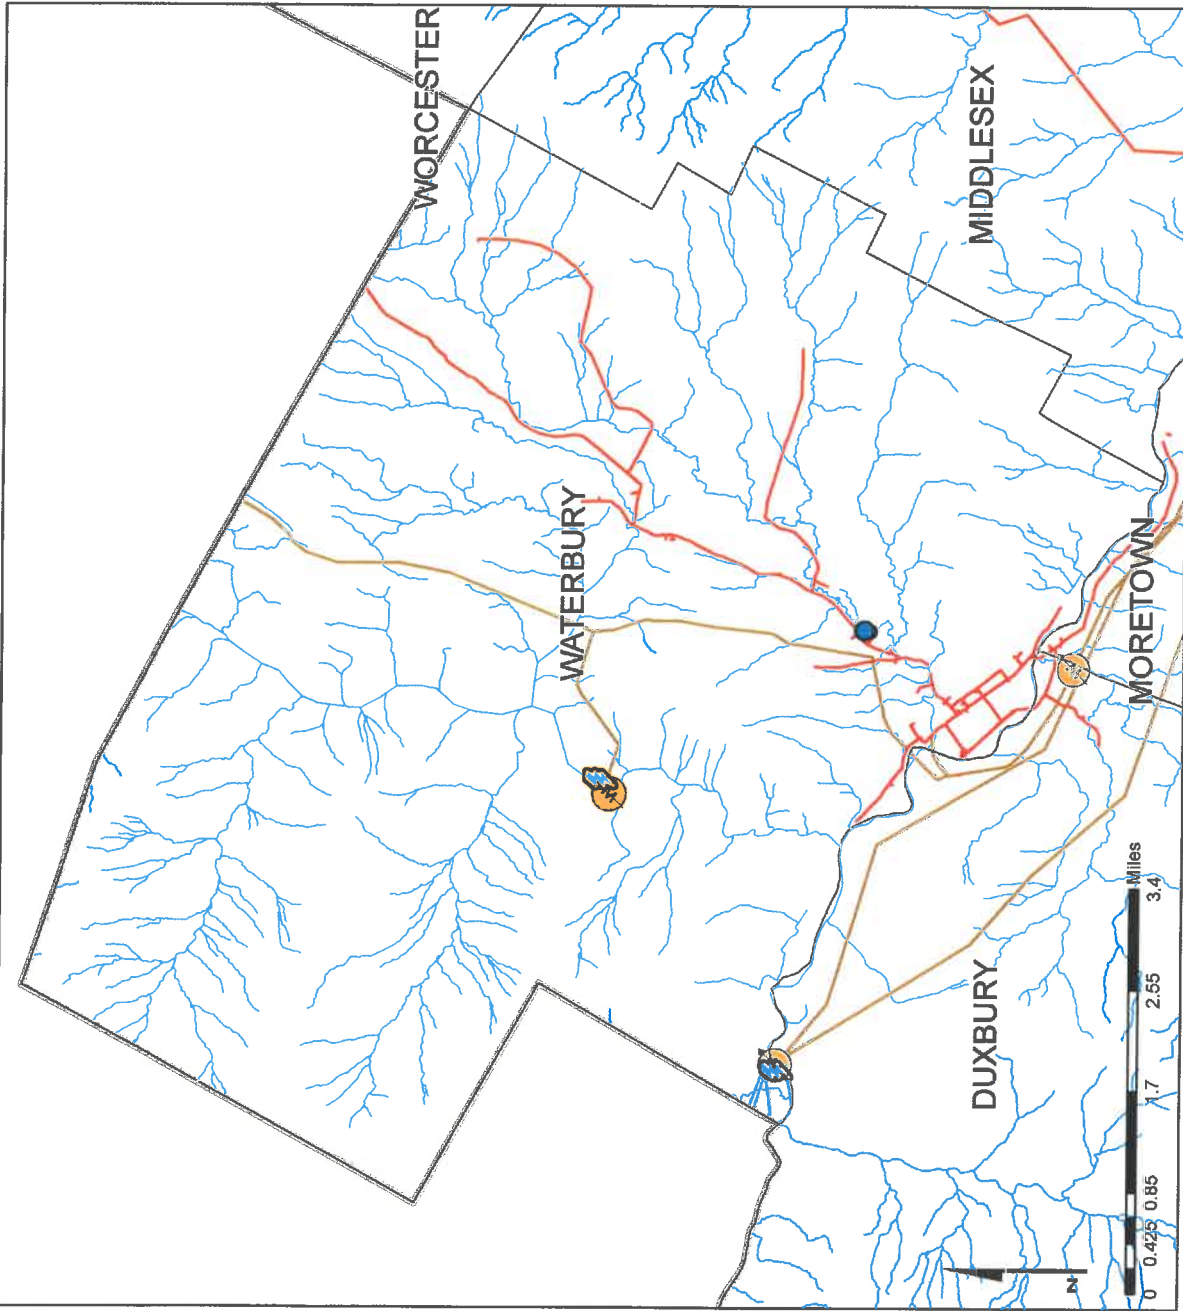 WORCESTER
WATERBURY
MIDDLESEX
MORETOWN
DUXBURY
N
0 0.425 0.85 1.7 2.55 3.4
Miles